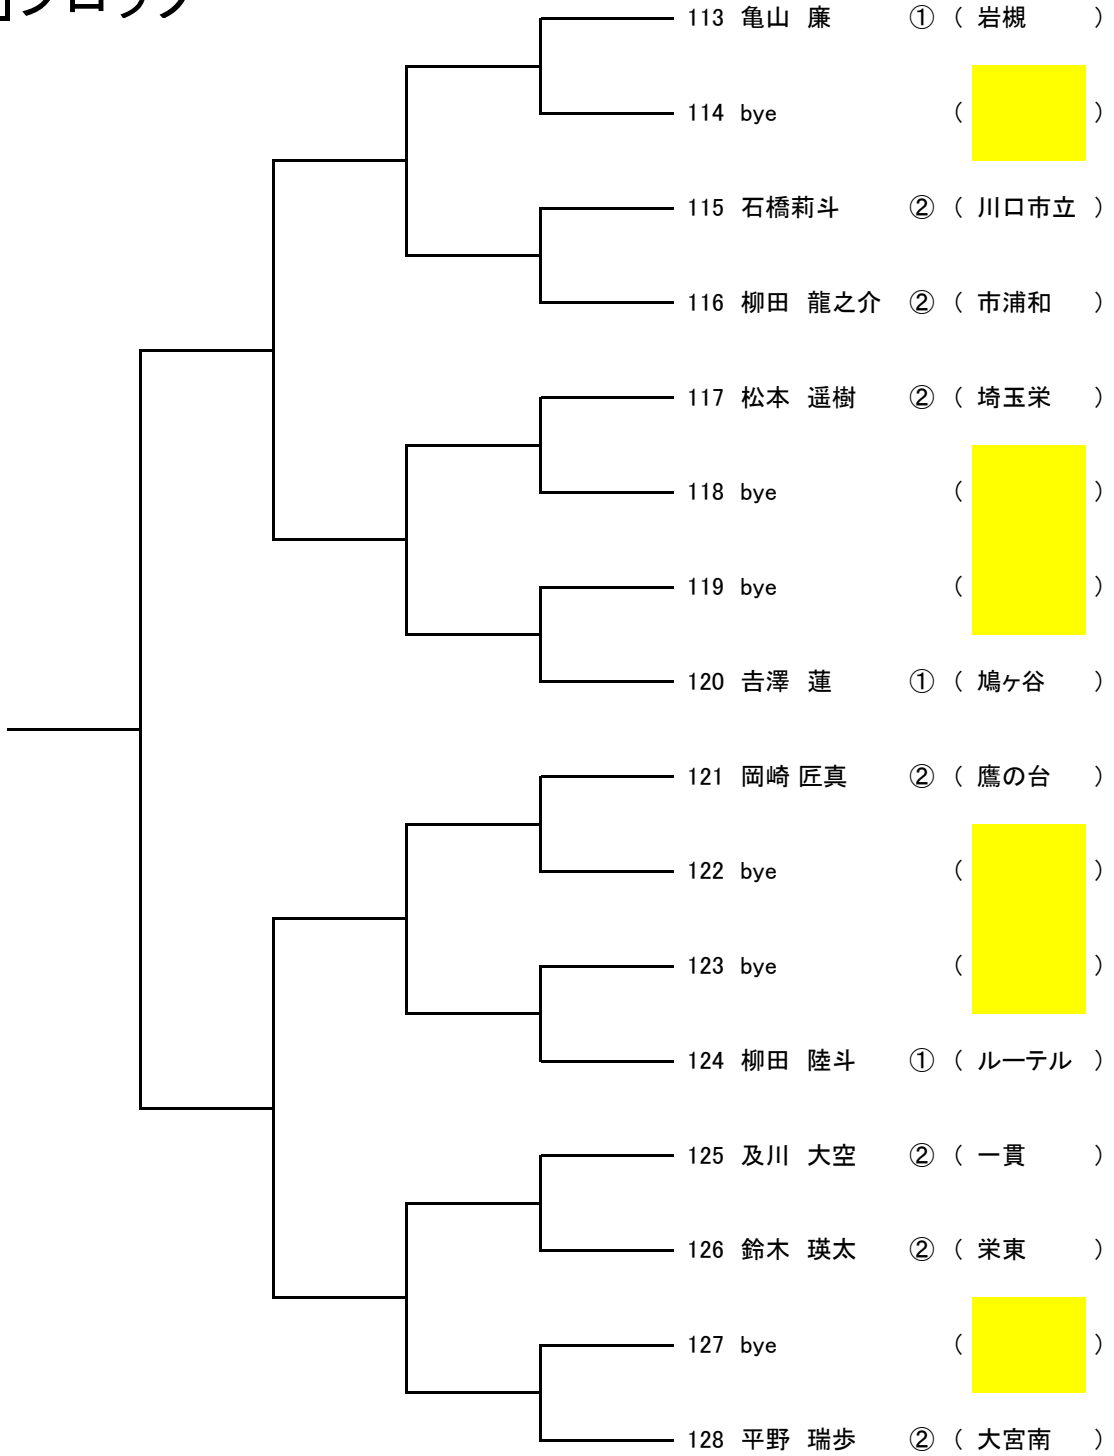 ブロック
113 亀山 廉 ① ( 岩槻 )
114 bye ( )
115 石橋莉斗 ② ( 川口市立 )
116 柳田 龍之介 ② ( 市浦和 )
117 松本 遥樹 ② ( 埼玉栄 )
118 bye ( )
119 bye ( )
120 吉澤 蓮 ① ( 鳩ヶ谷 )
121 岡崎 匠真 ② ( 鷹の台 )
122 bye ( )
123 bye ( )
124 柳田 陸斗 ① ( ルーテル )
125 及川 大空 ② ( 一貫 )
126 鈴木 瑛太 ② ( 栄東 )
127 bye ( )
128 平野 瑞歩 ② ( 大宮南 )